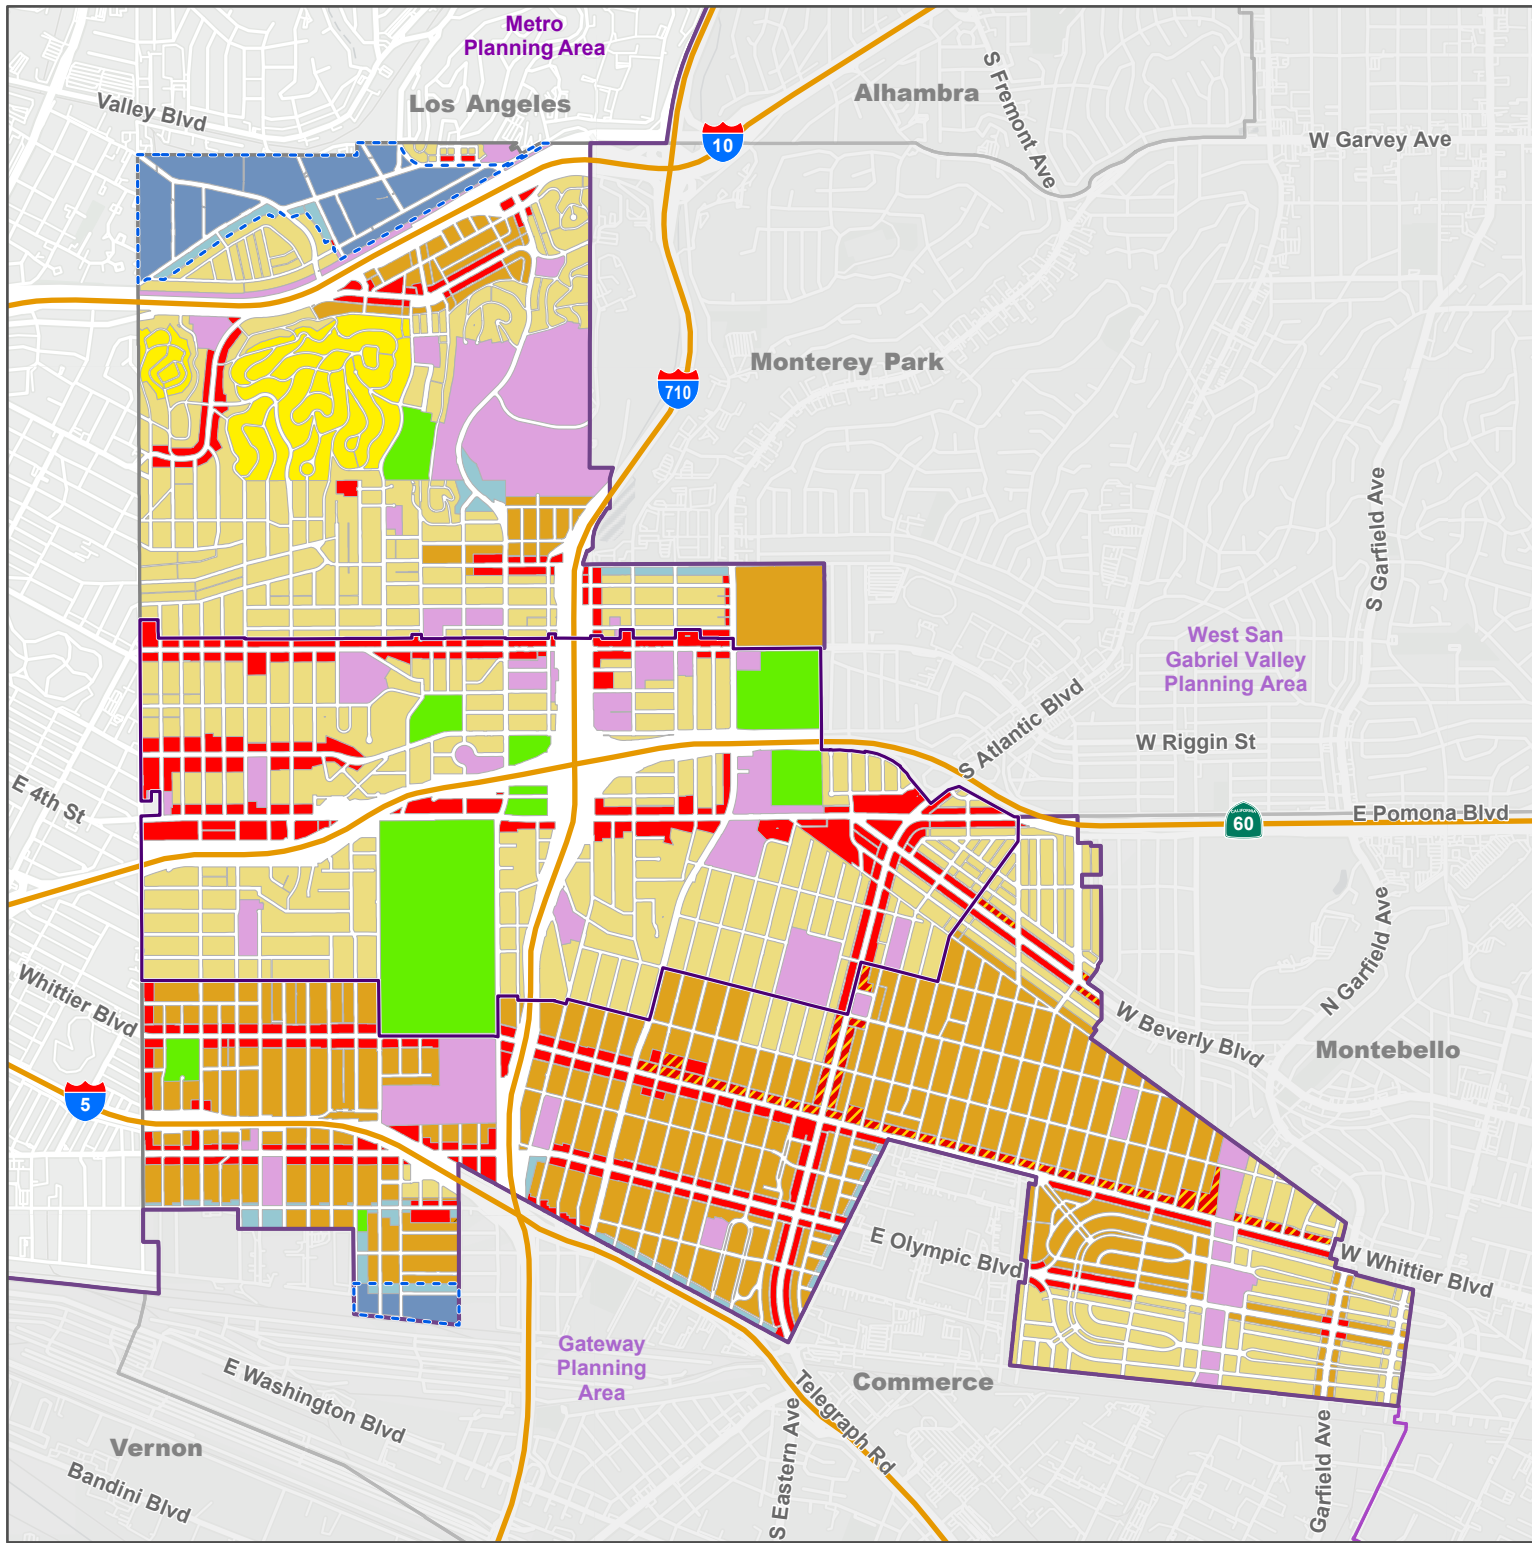 Metro
Planning Area
Los Angeles
Alhambra
S Fremont Ave
Valley Blvd
10
W Garvey Ave
Monterey Park
710
S Garfield Ave
West San
Gabriel Valley
Planning Area
S Atlantic Blvd
W Riggin St
E 4th St
CALIFORNIA
60
E Pomona Blvd
Whittier Blvd
N Garfield Ave
W Beverly Blvd
Montebello
5
E Olympic Blvd
W Whittier Blvd
Gateway
Planning
Area
E Washington Blvd
Commerce
Telegraph Rd
S Eastern Ave
Garfield Ave
Vernon
Bandini Blvd